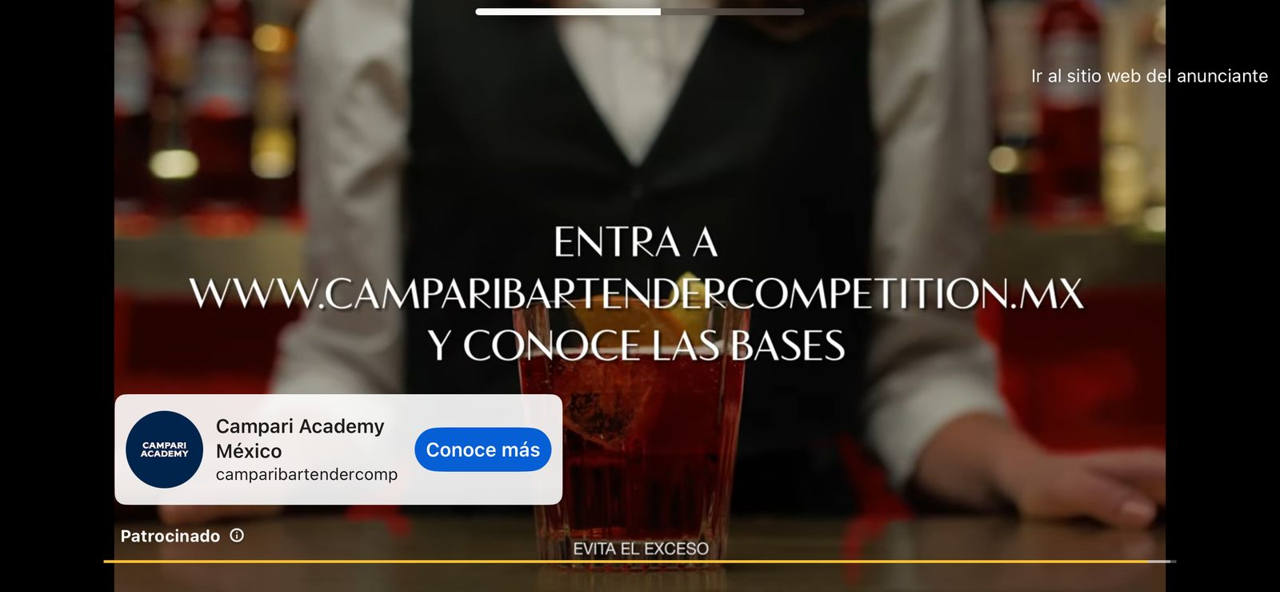 Ir al sitio web del anunciante
ENTRA A
WWW.CAMPARIBARTENDERCOMPETITION.MX
Y CONOCE LAS BASES
CAMPARI
ACADEMY
Campari Academy
México
camparibartendercomp
Conoce más
Patrocinado
EVITA EL EXCESO